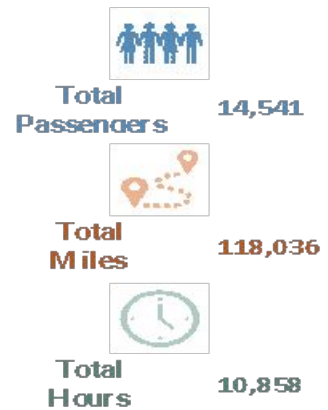 Total
Passengers 14,541
Total
Miles 118,036
Total
Hours 10,858